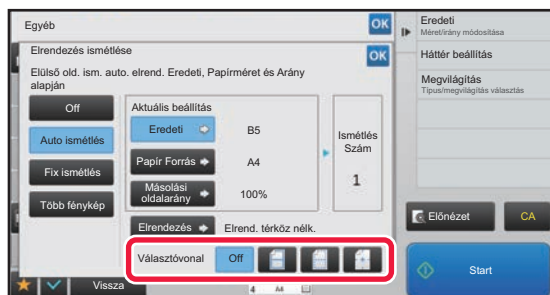 Egyéb
OK
Elrendezés ismétlése
OK
Elülső old. ism. auto. elrend. Eredeti, Papírméret és Arány
alapján
Off
Auto ismétlés
Fix ismétlés
Több fénykép
Aktuális beállítás
Eredeti
B5
Papír Forrás
A4
Másolási
oldalarány
100%
Ismétlés
Szám
1
Elrendezés
Elrend. térköz nélk.
Választóvonal
Off
Vissza
4
A4
Eredeti
Méret/irány módosítása
Háttér beállítás
Megvilágítás
Típus/megvilágítás választás
Előnézet
CA
Start